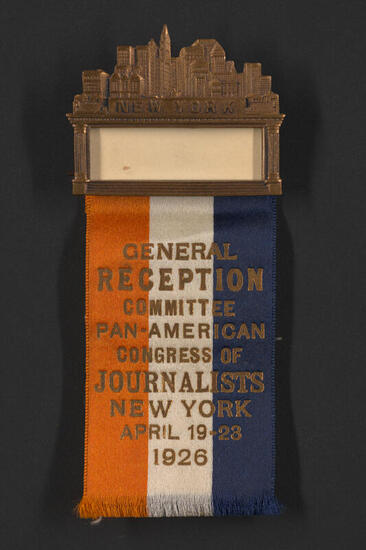 NEW YORK
GENERAL
RECEPTION
COMMITTEE
PAN-AMERICAN
CONGRESS OF
JOURNALISTS
NEW YORK
APRIL 19-23
1926